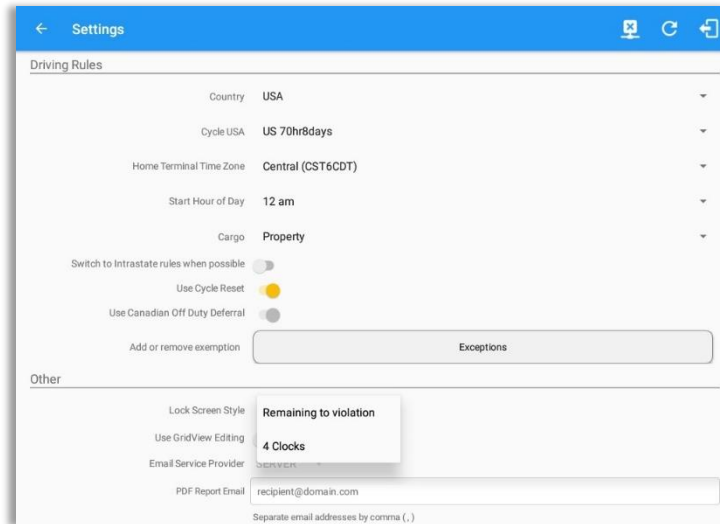 Settings
Driving Rules
Country USA
Cycle USA US 70hr8days
Home Terminal Time Zone Central (CST6CDT)
Start Hour of Day 12 am
Cargo Property
Switch to Intrastate rules when possible
Use Cycle Reset
Use Canadian Off Duty Deferral
Add or remove exemption Exceptions
Other
Lock Screen Style Remaining to violation
Use GridView Editing 4 Clocks
Email Service Provider SERVER
PDF Report Email recipient@domain.com
Separate email addresses by comma (,)